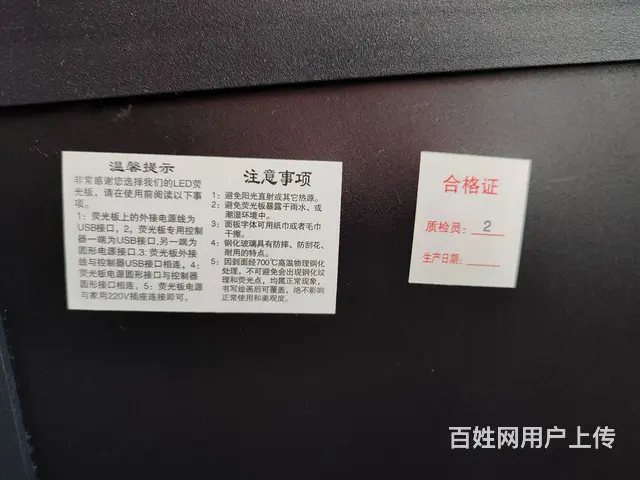 温馨提示
非常感谢您选择我们的LED荧
光板，请在使用前阅读以下事
项。
1：荧光板上的外接电源线为
USB接口，2，荧光板专用控制
器一端为USB接口,另一端为
圆形电源接口.3：荧光板外接
线与控制器USB接口相连，4：
荧光板电源圆形接口与控制器
圆形接口相连，5：荧光板电源
与家用220V插座连接即可。
注意事项
1：避免阳光直射或其它热源。
2：避免荧光板暴露于雨水、或
潮湿环境中。
3：面板字体可用纸巾或者毛巾
干擦。
4：钢化玻璃具有防摔、防刮花、
耐用的特点。
5：因到面经700℃高温物理钢化
处理，不可避免会出现钢化纹
理和荧光点，均属正常现象，
书写绘画后可覆盖，绝不影响
正常使用和美观度。
合格证
质检员：2
生产日期：
百姓网用户上传